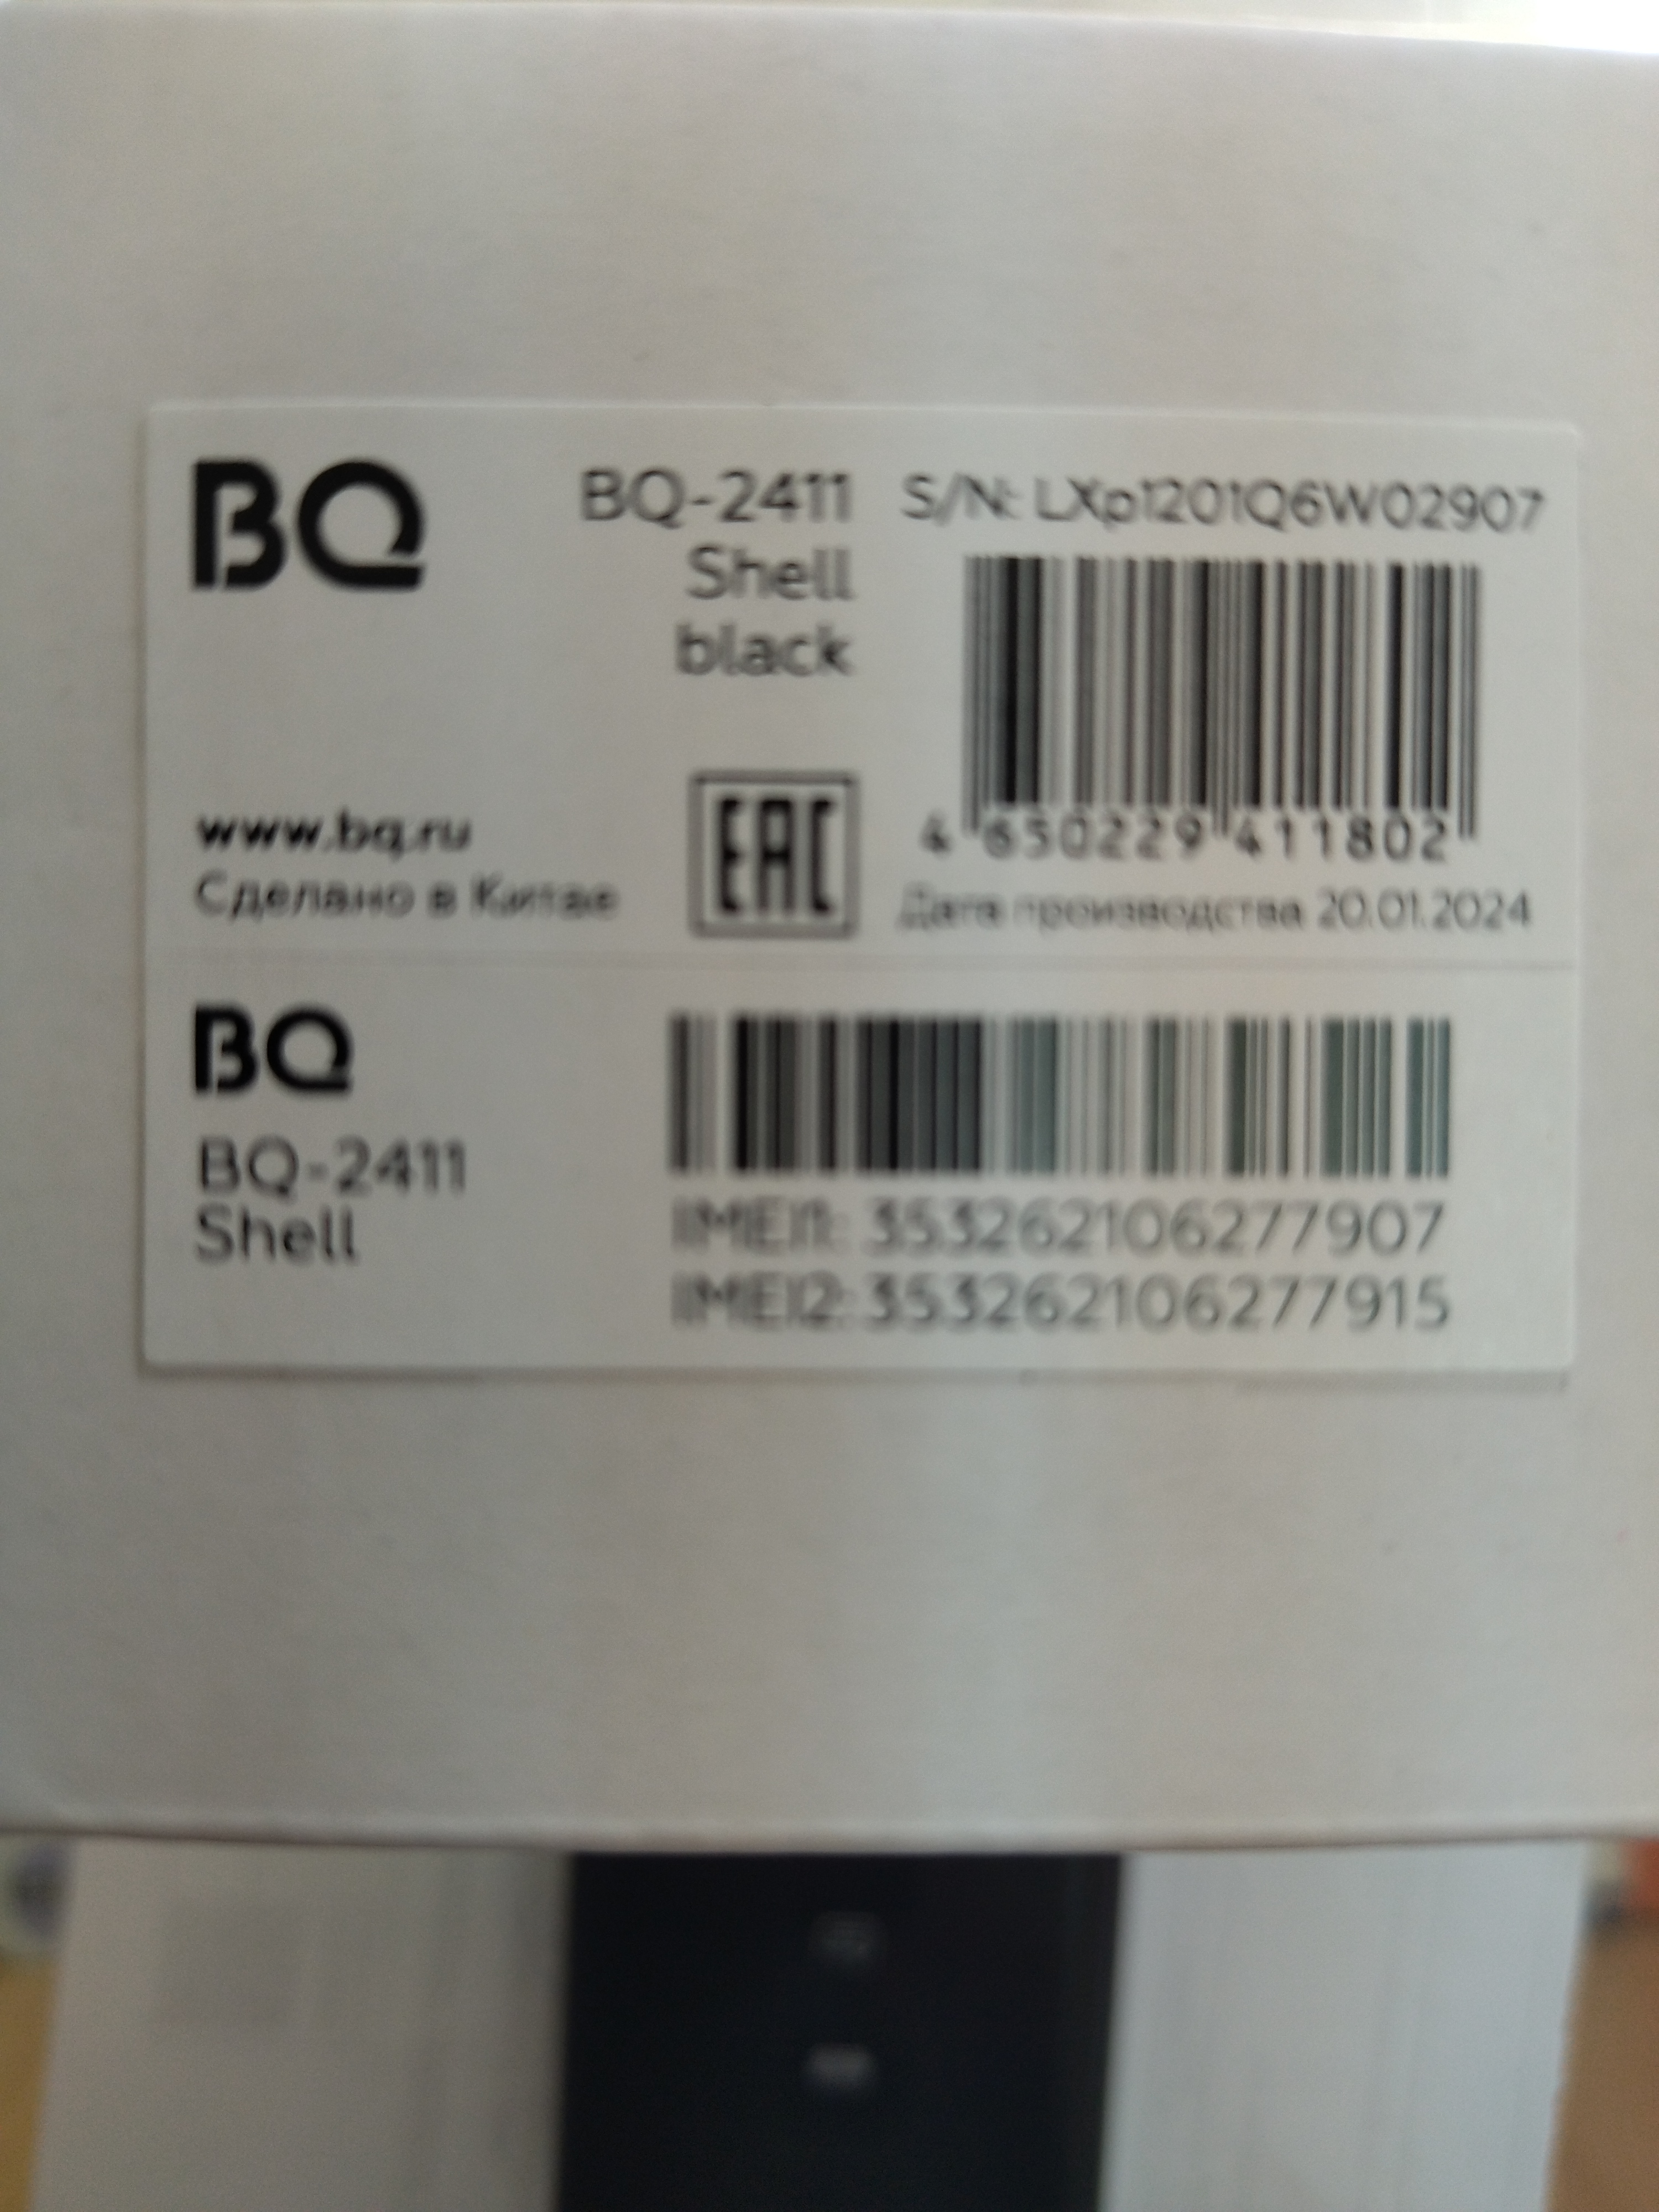 BQ
BQ-2411
Shell
black
S/N: LXp1201Q6W02907
4 650229 411802
www.bq.ru
Сделано в Китае
EAC
Дата производства 20.01.2024
BQ
BQ-2411
Shell
IMEI1: 353262106277907
IMEI2: 353262106277915